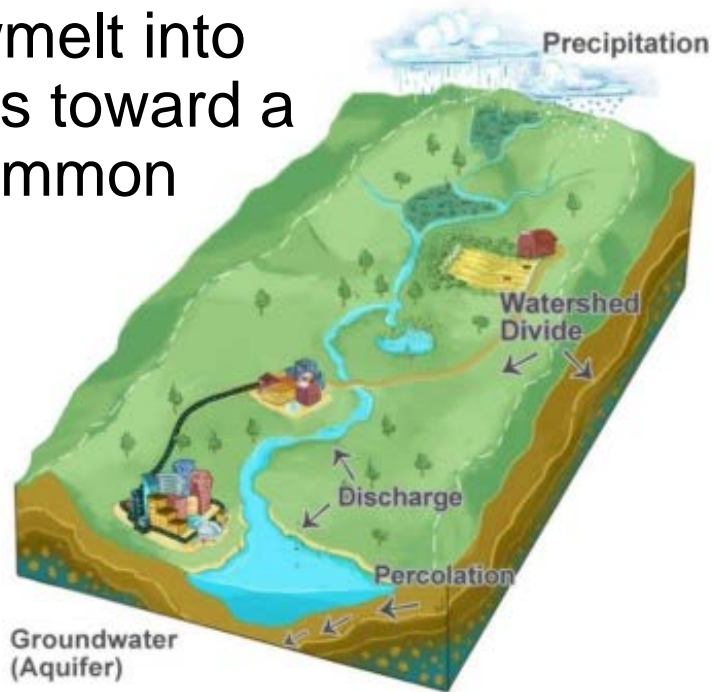 ymelt into
s toward a
mmon
Precipitation
Watershed
Divide
Discharge
Percolation
Groundwater
(Aquifer)